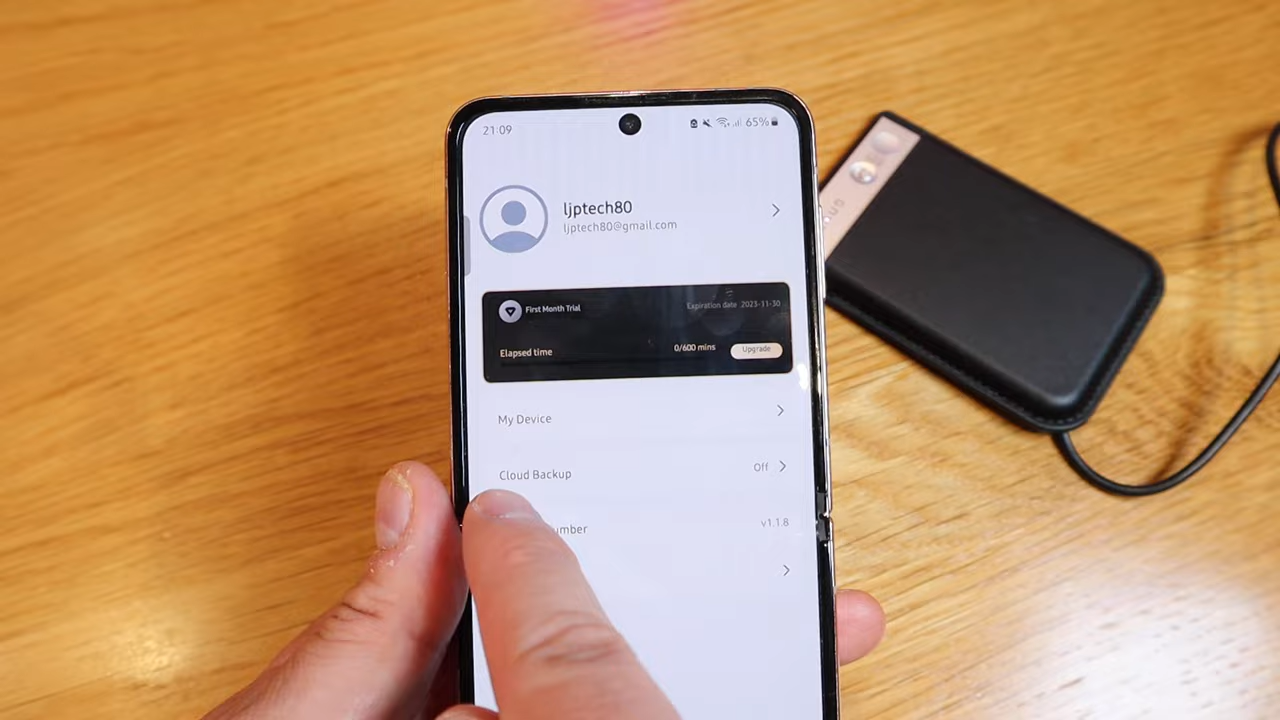 21:09
65%
ljptech80
ljptech80@gmail.com
First Month Trial
Expiration date 2023-11-30
Elapsed time
0/600 mins
Upgrade
My Device
Cloud Backup
Off
umber
v1.1.8